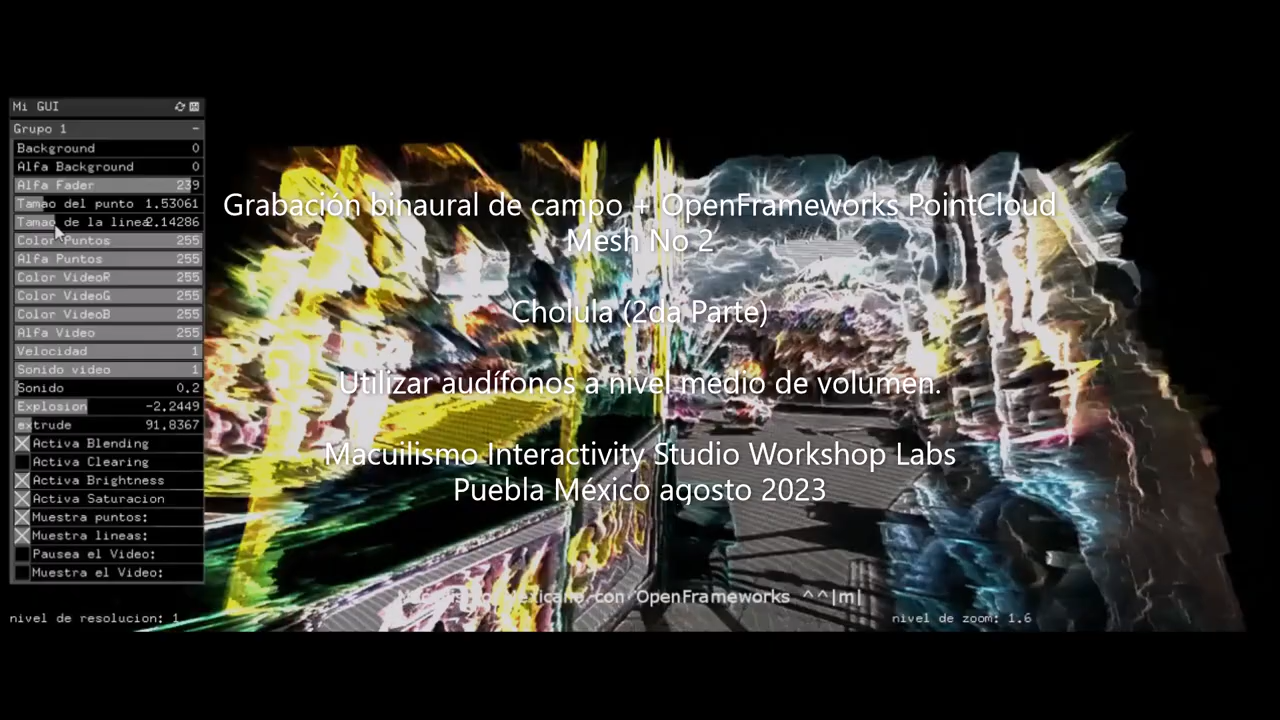 Mi GUI
Grupo 1 -
Background 0
Alfa Background 0
Alfa Fader 239
Tamao del punto 1.53061
Tamao de la linea 2.14286
Color Puntos 255
Alfa Puntos 255
Color VideoR 255
Color VideoG 255
Color VideoB 255
Alfa Video 255
Velocidad 1
Sonido video 1
Sonido 0.2
Explosion -2.2449
extrude 91.8367
Activa Blending
Activa Clearing
Activa Brightness
Activa Saturacion
Muestra puntos:
Muestra lineas:
Pausea el Video:
Muestra el Video:
nivel de resolucion: 1
Grabación binaural de campo + OpenFrameworks PointCloud
Mesh No 2
Cholula (2da Parte)
Utilizar audífonos a nivel medio de volumen.
Macuilismo Interactivity Studio Workshop Labs
Puebla México agosto 2023
Mexicano con OpenFrameworks ^^|m|
nivel de zoom: 1.6